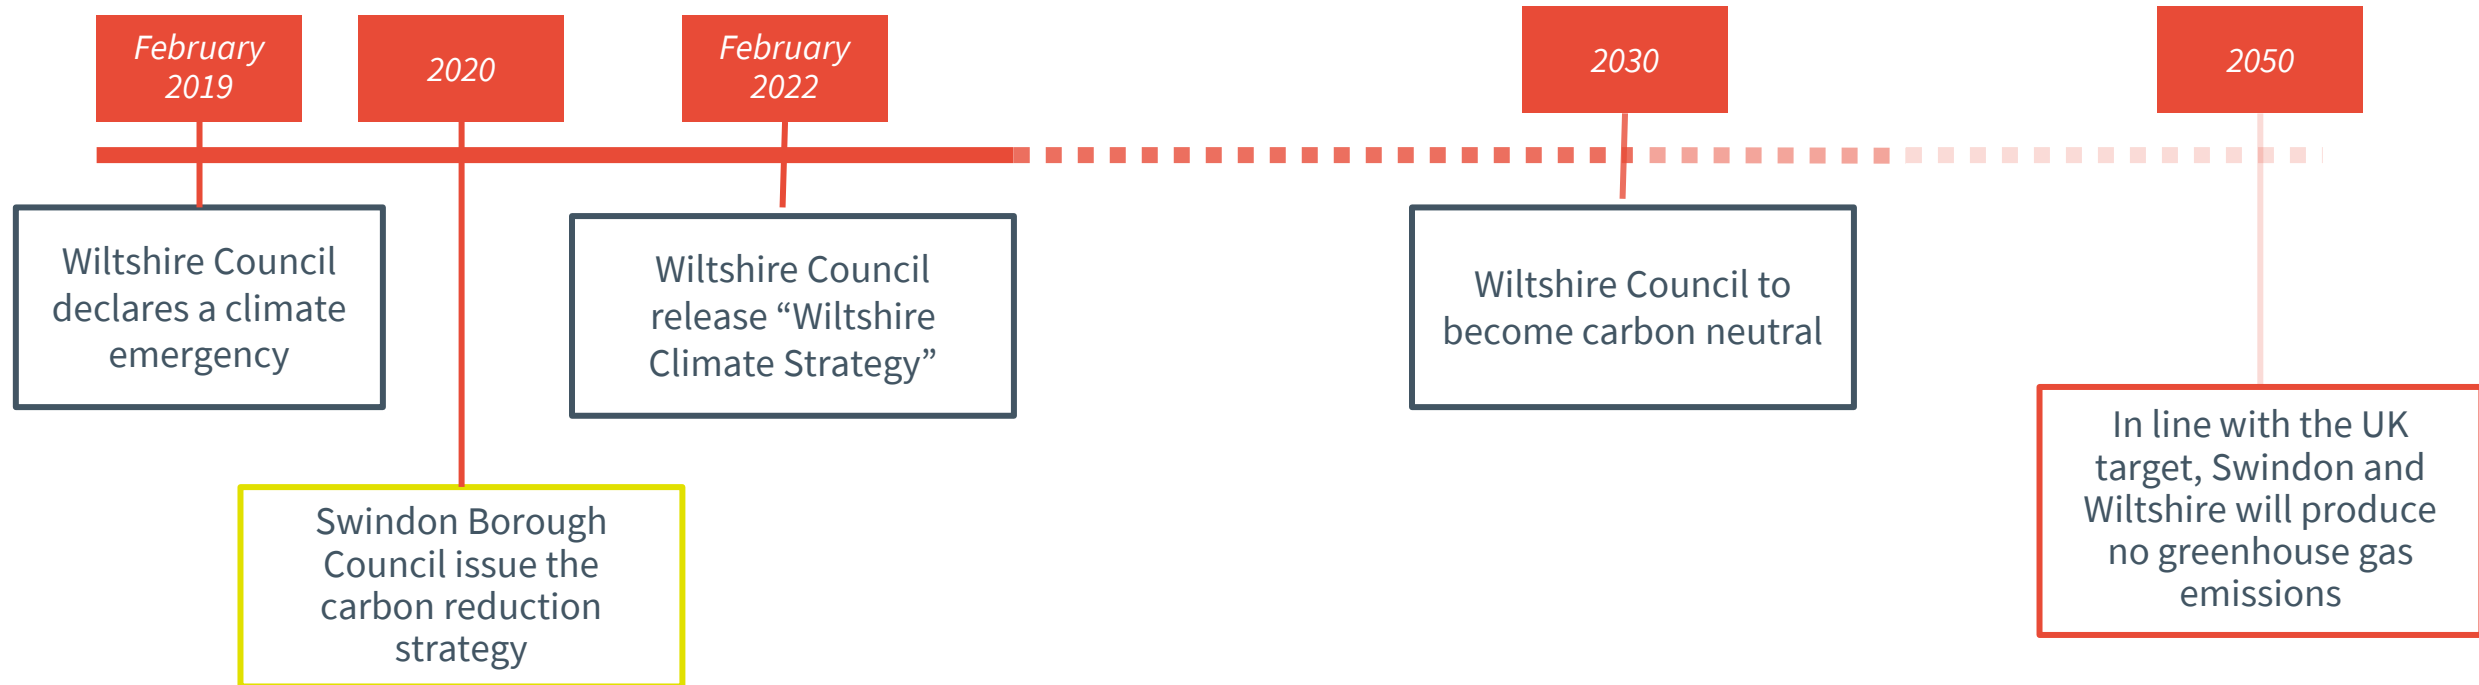 February
2019
2020
February
2022
2030
2050
Wiltshire Council
declares a climate
emergency
Swindon Borough
Council issue the
carbon reduction
strategy
Wiltshire Council
release “Wiltshire
Climate Strategy”
Wiltshire Council to
become carbon neutral
In line with the UK
target, Swindon and
Wiltshire will produce
no greenhouse gas
emissions